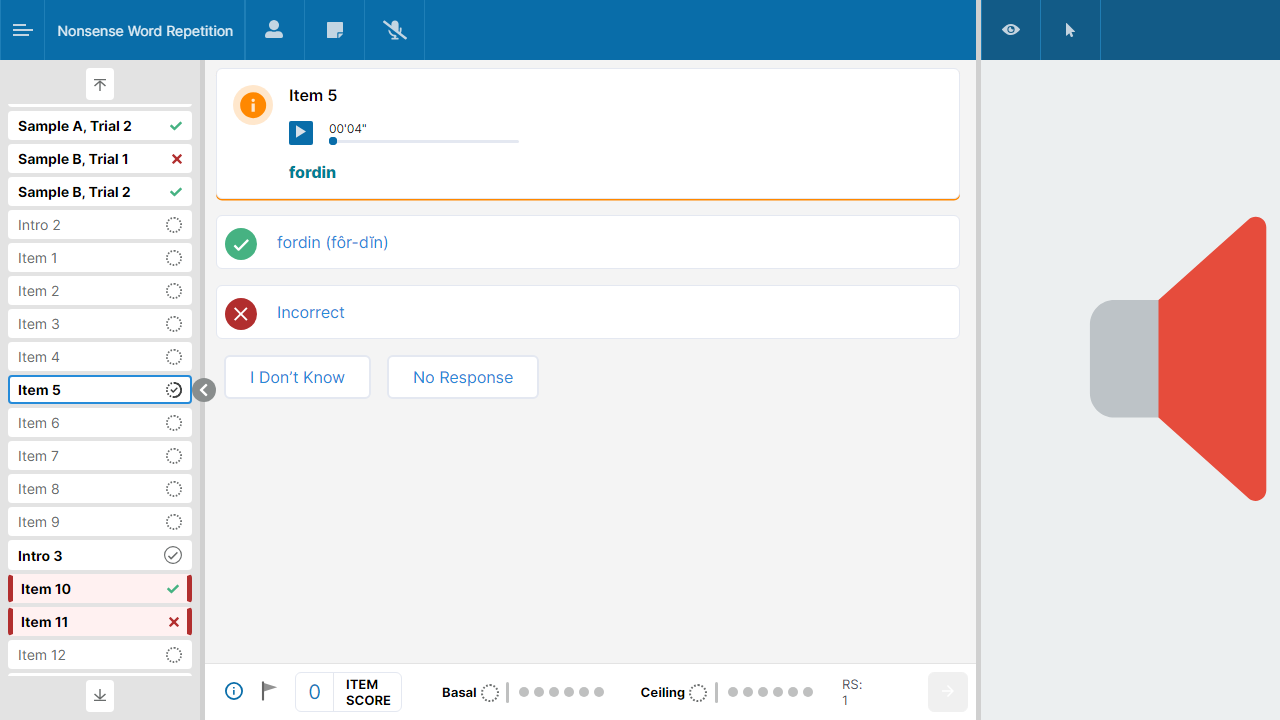 Nonsense Word Repetition
Sample A, Trial 2
Sample B, Trial 1
Sample B, Trial 2
Intro 2
Item 1
Item 2
Item 3
Item 4
Item 5
Item 6
Item 7
Item 8
Item 9
Intro 3
Item 10
Item 11
Item 12
Item 5
00'04"
fordin
fordin (fôr-dĭn)
Incorrect
I Don’t Know
No Response
0
ITEM
SCORE
Basal
Ceiling
RS:
1